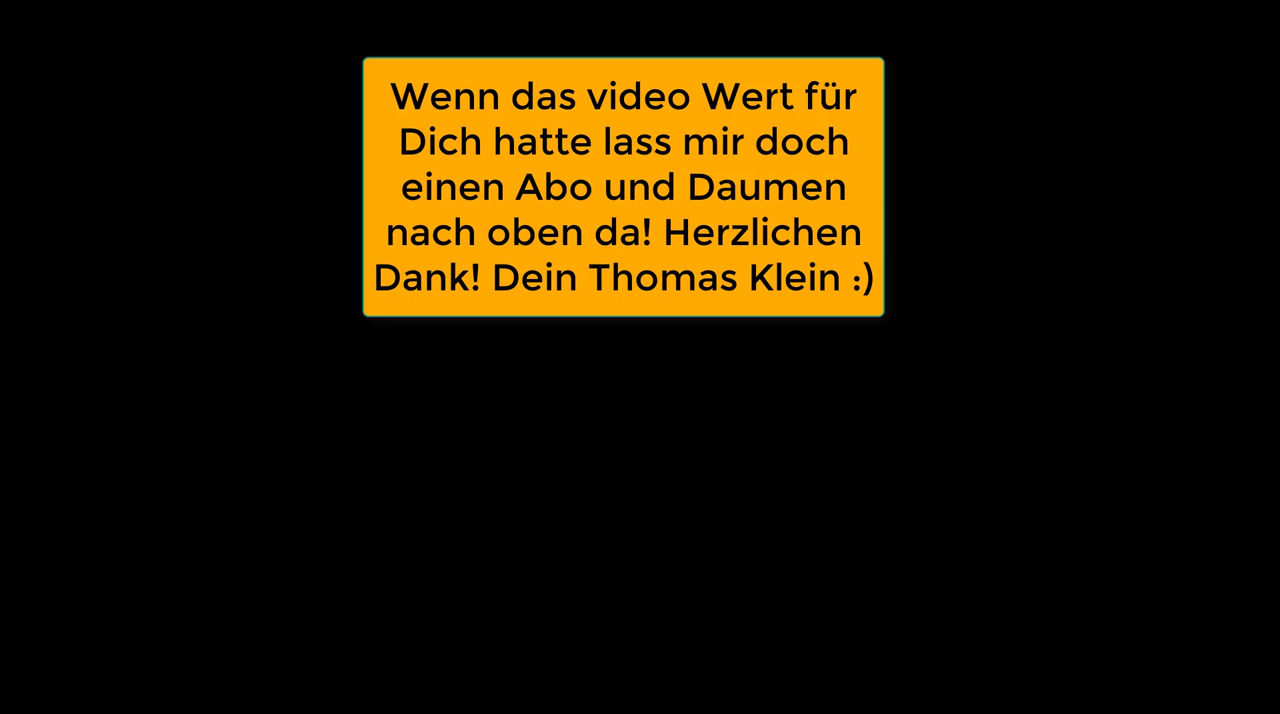 Wenn das video Wert für
Dich hatte lass mir doch
einen Abo und Daumen
nach oben da! Herzlichen
Dank! Dein Thomas Klein :)